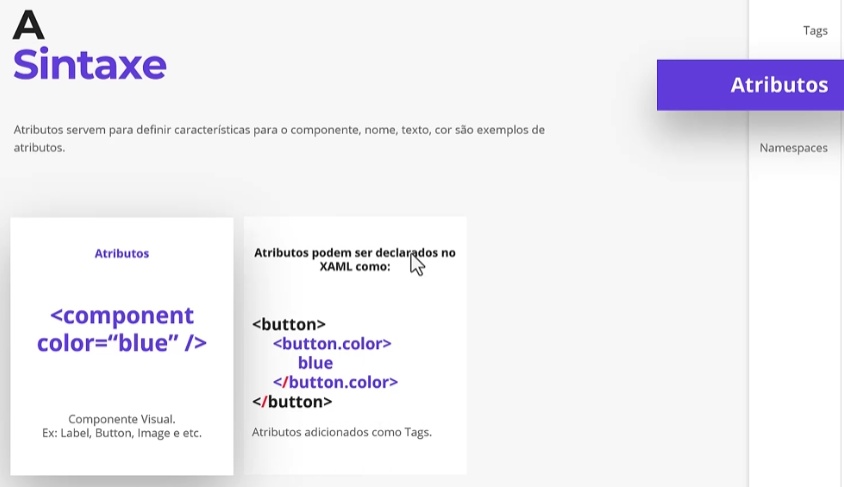 A
Sintaxe
Atributos servem para definir características para o componente, nome, texto, cor são exemplos de
atributos.
Tags
Atributos
Namespaces
Atributos
<component
color=“blue” />
Componente Visual.
Ex: Label, Button, Image e etc.
Atributos podem ser declarados no
XAML como:
<button>
<button.color>
blue
</button.color>
</button>
Atributos adicionados como Tags.